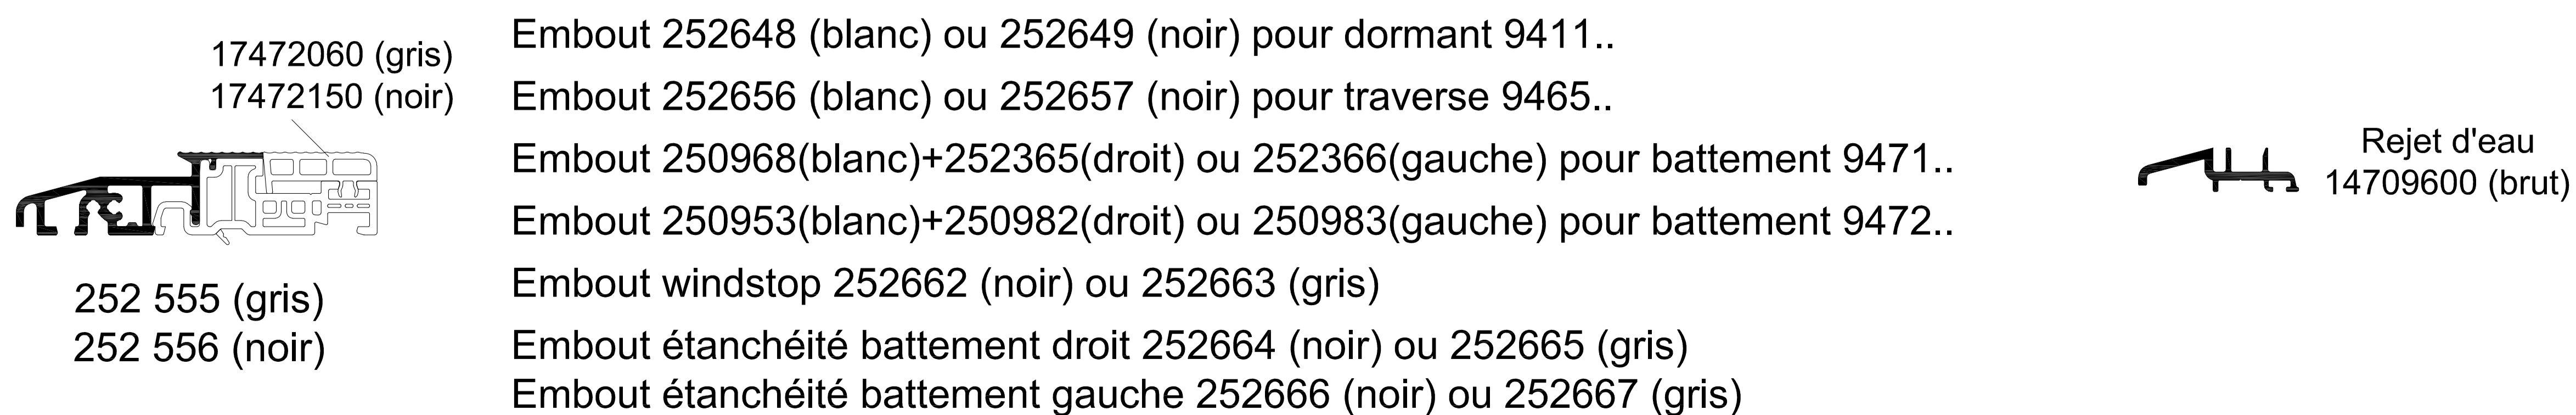 17472060 (gris)
17472150 (noir)
252 555 (gris)
252 556 (noir)
Embout 252648 (blanc) ou 252649 (noir) pour dormant 9411..
Embout 252656 (blanc) ou 252657 (noir) pour traverse 9465..
Embout 250968(blanc)+252365(droit) ou 252366(gauche) pour battement 9471..
Embout 250953(blanc)+250982(droit) ou 250983(gauche) pour battement 9472..
Embout windstop 252662 (noir) ou 252663 (gris)
Embout étanchéité battement droit 252664 (noir) ou 252665 (gris)
Embout étanchéité battement gauche 252666 (noir) ou 252667 (gris)
Rejet d'eau
14709600 (brut)